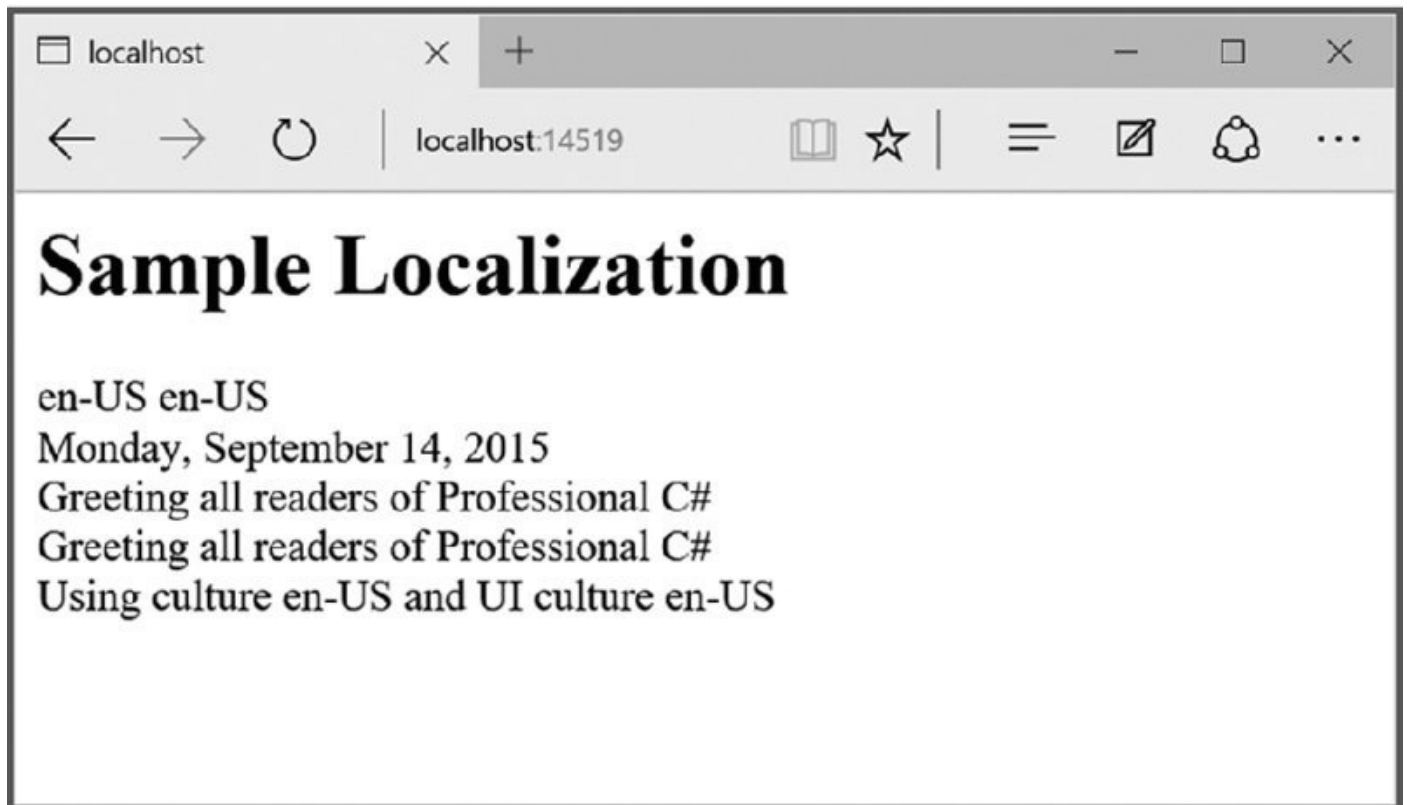 localhost
localhost:14519
Sample Localization
en-US en-US
Monday, September 14, 2015
Greeting all readers of Professional C#
Greeting all readers of Professional C#
Using culture en-US and UI culture en-US